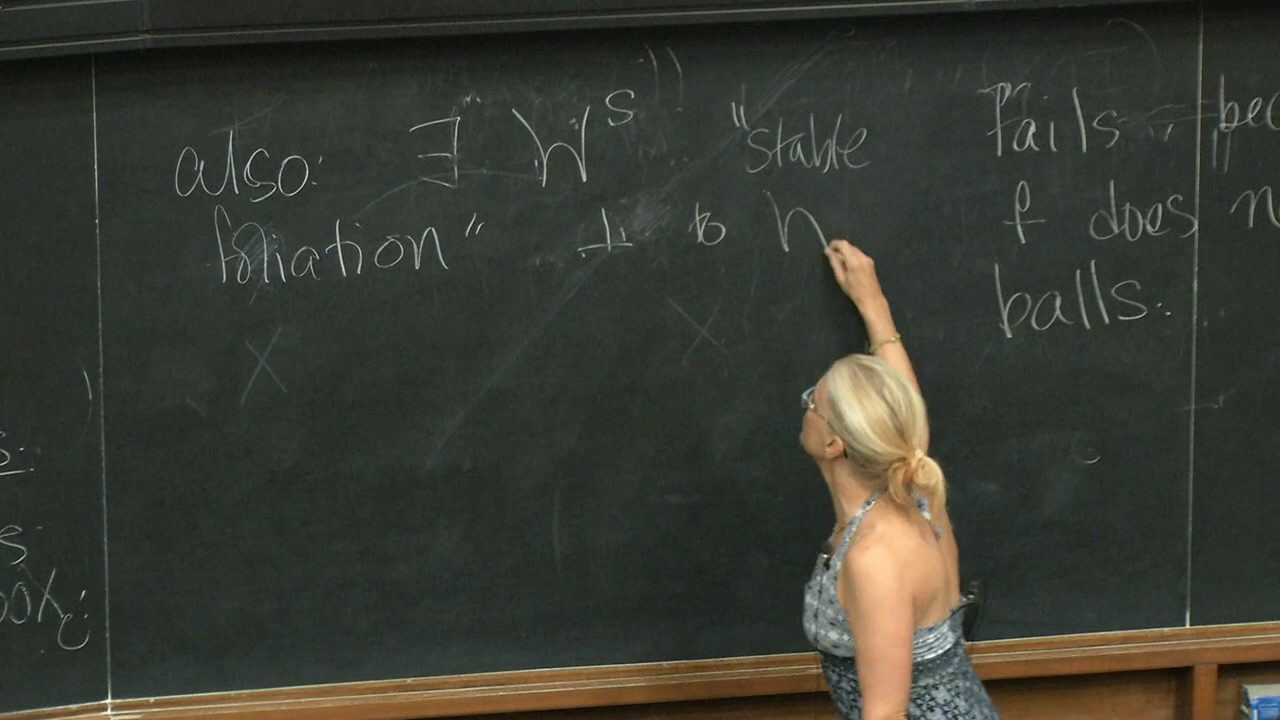 also: ∃ W^s "stable
foliation" ⊥ to
fails
f does
balls.